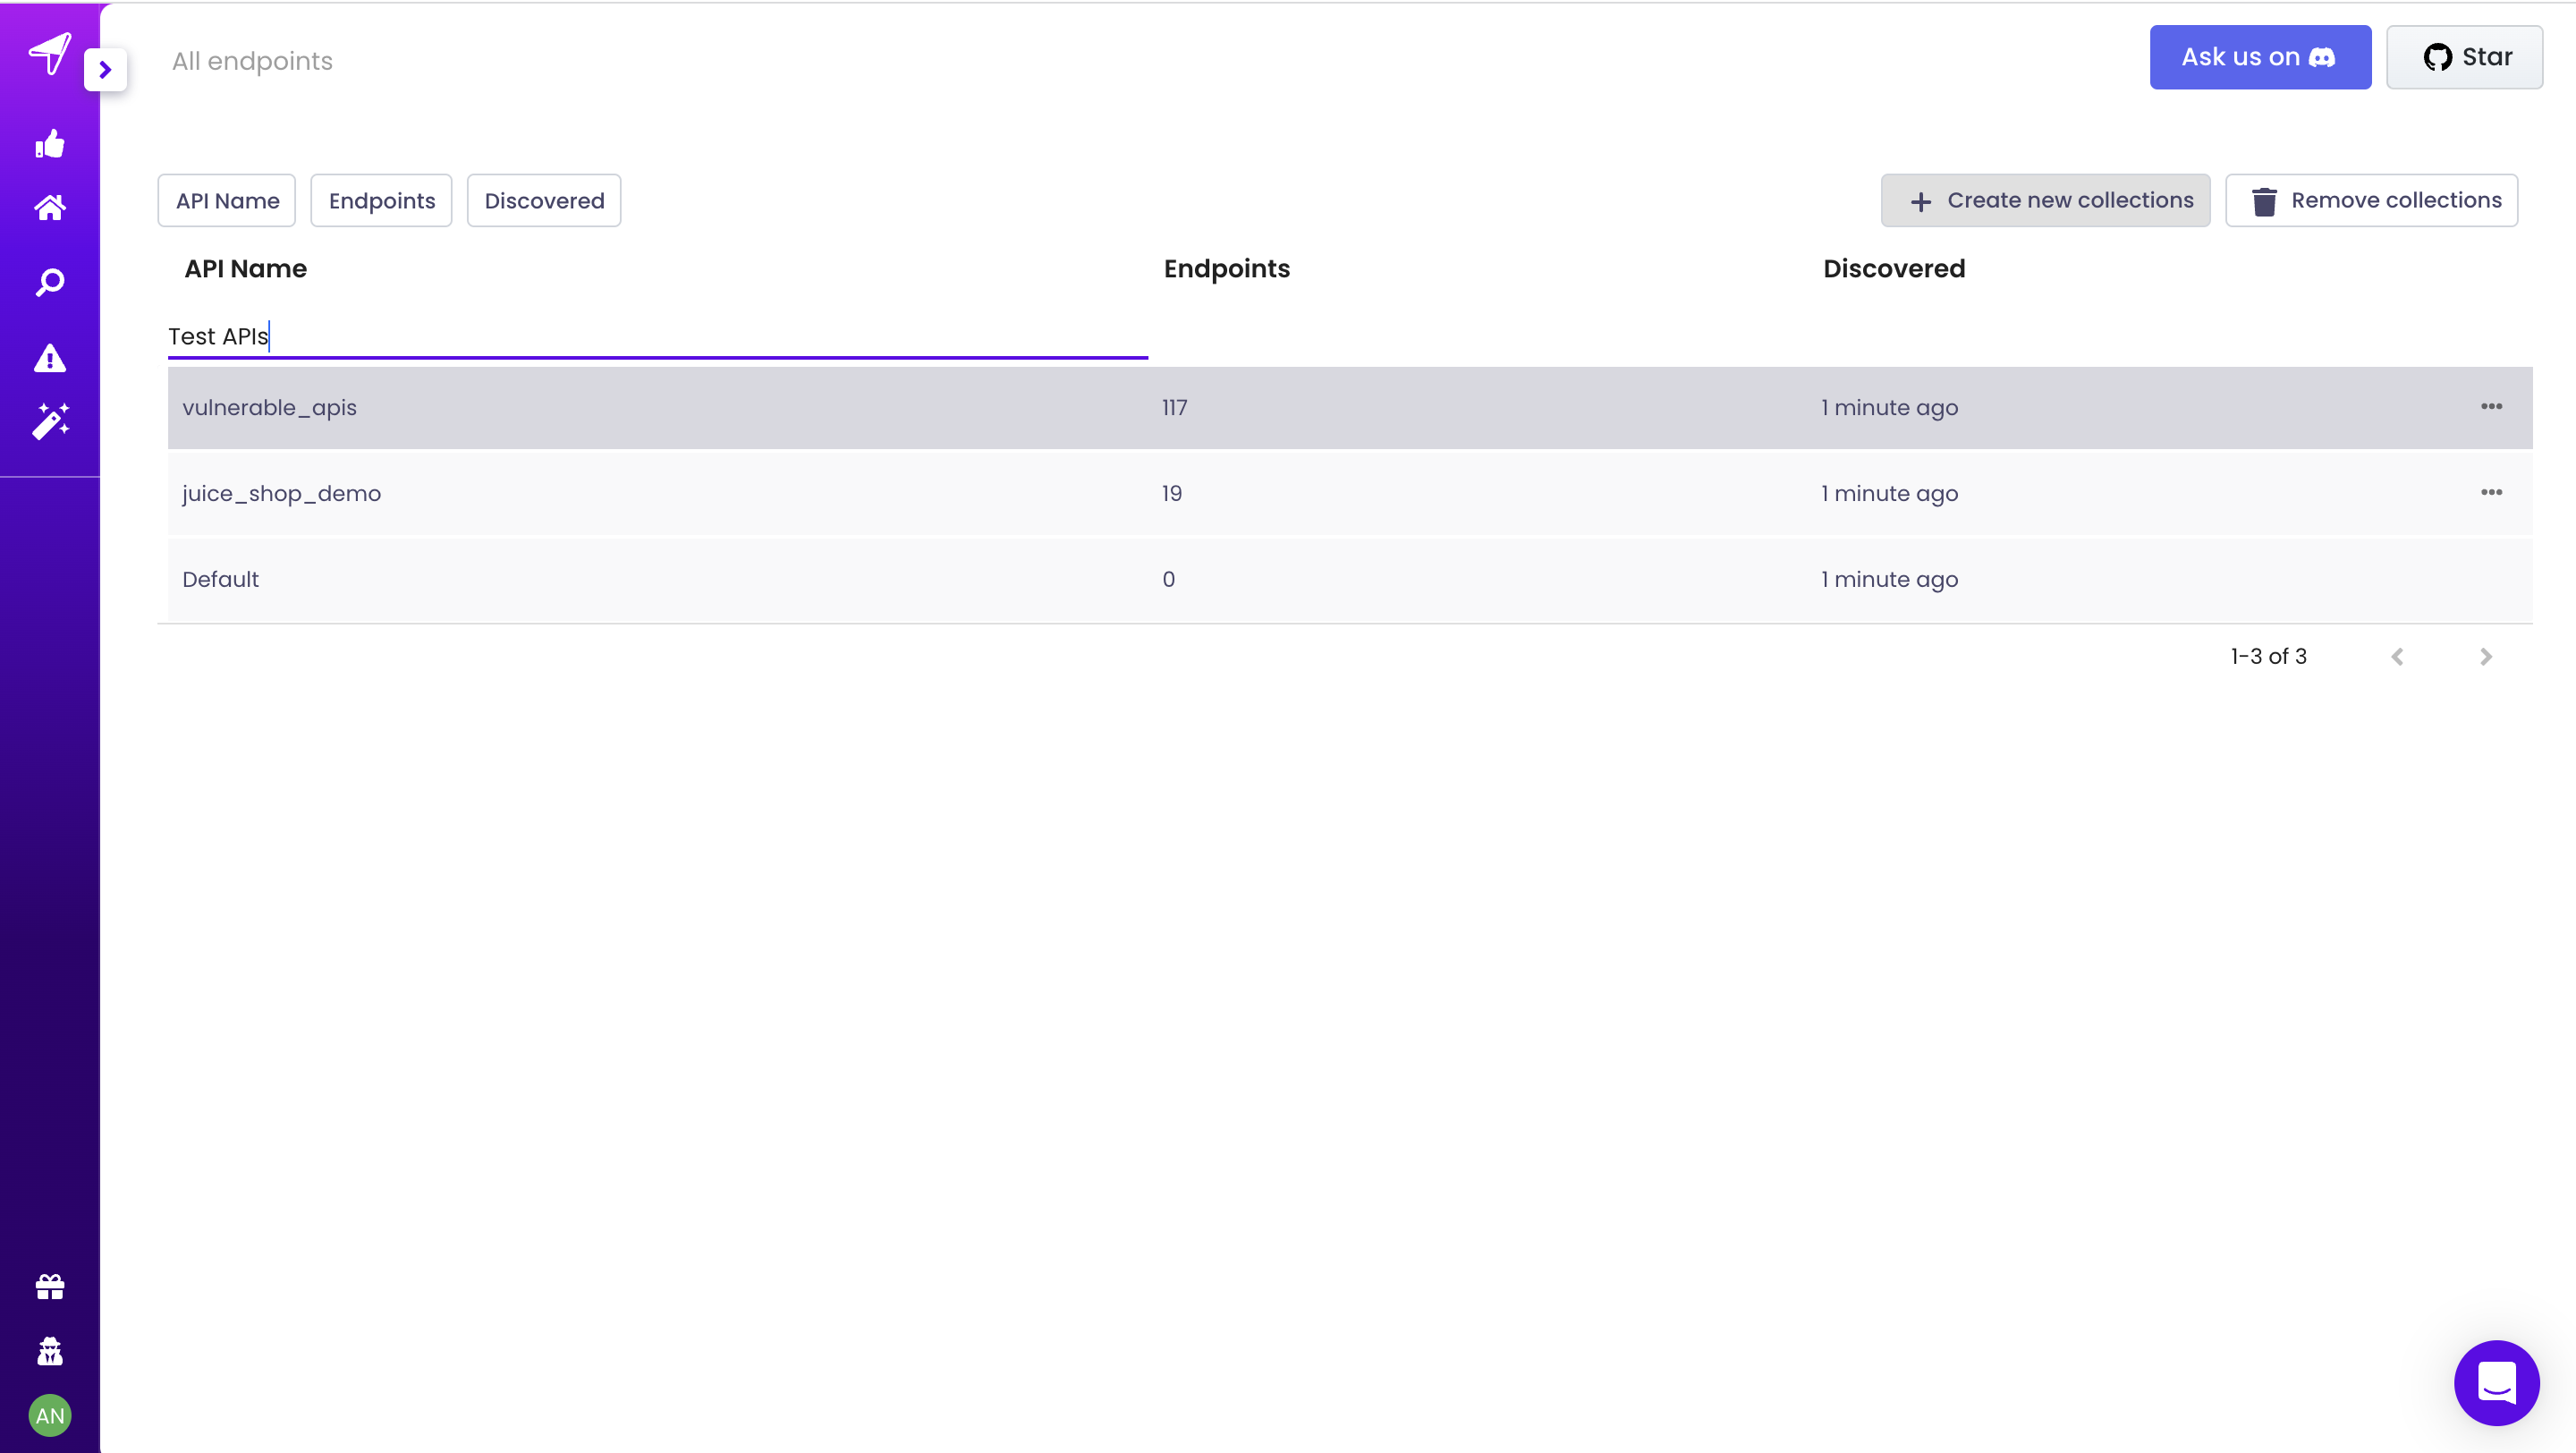 All endpoints
Ask us on
Star
API Name
Endpoints
Discovered
Create new collections
Remove collections
API Name Endpoints Discovered
Test APIs
vulnerable_apis 117 1 minute ago
juice_shop_demo 19 1 minute ago
Default 0 1 minute ago
1-3 of 3
AN